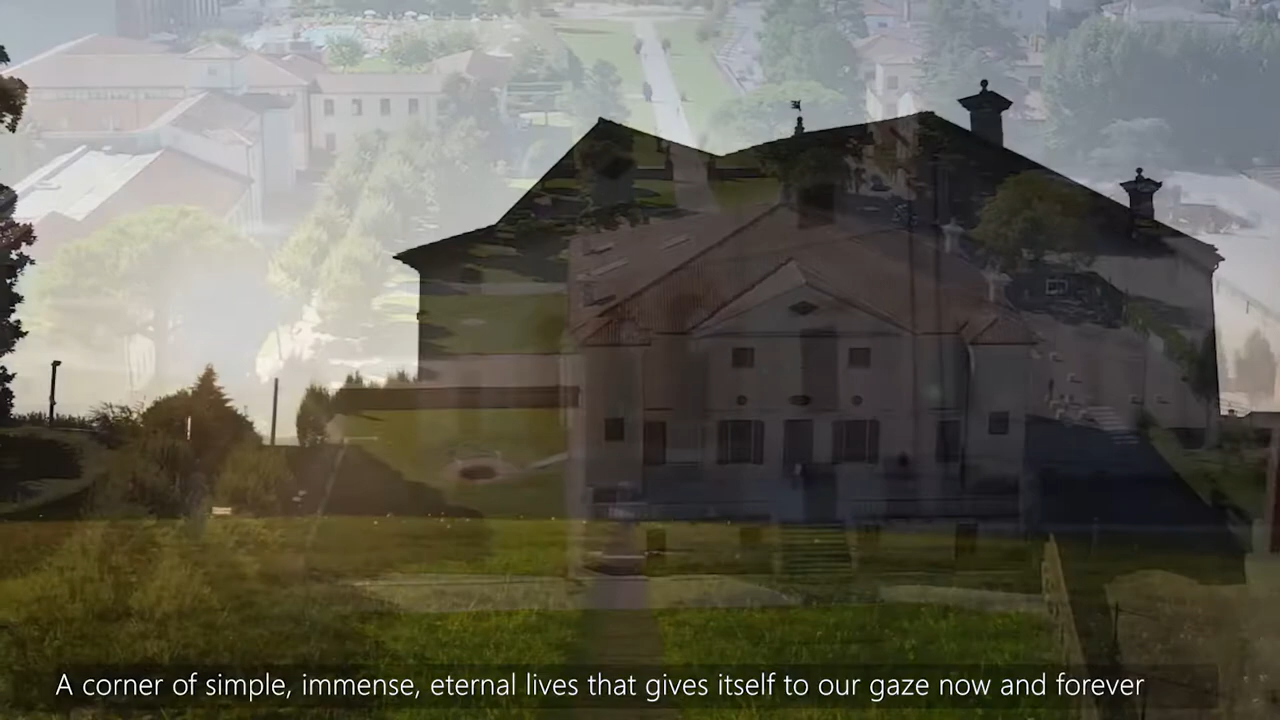 A corner of simple, immense, eternal lives that gives itself to our gaze now and forever